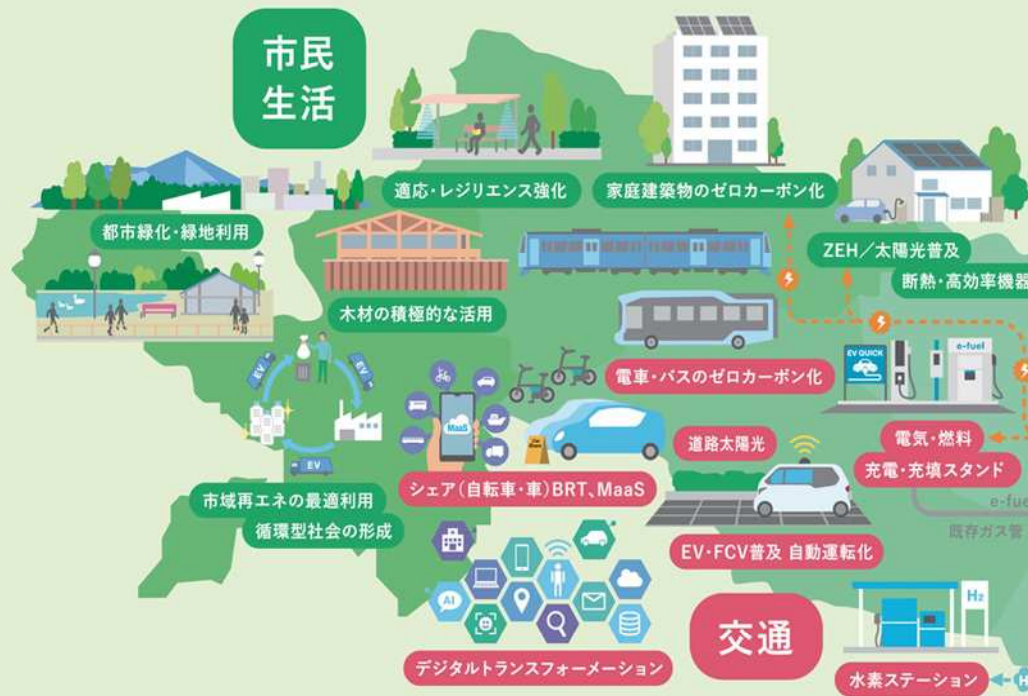 市民
生活
適応・レジリエンス強化
家庭建築物のゼロカーボン化
都市緑化・緑地利用
ZEH／太陽光普及
断熱・高効率機器
木材の積極的な活用
EV
EV
EV
EV QUICK
e-fuel
電車・バスのゼロカーボン化
MaaS
電気・燃料
充電・充填スタンド
道路太陽光
シェア（自転車・車）BRT、MaaS
市域再エネの最適利用
循環型社会の形成
e-fue
既存ガス管
EV・FCV普及 自動運転化
AI
H₂
交通
デジタルトランスフォーメーション
水素ステーション
H